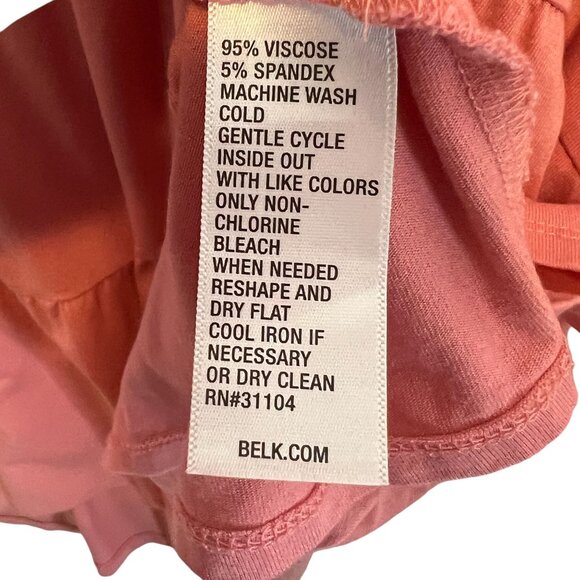 95% VISCOSE
5% SPANDEX
MACHINE WASH
COLD
GENTLE CYCLE
INSIDE OUT
WITH LIKE COLORS
ONLY NON-
CHLORINE
BLEACH
WHEN NEEDED
RESHAPE AND
DRY FLAT
COOL IRON IF
NECESSARY
OR DRY CLEAN
RN#31104
BELK.COM